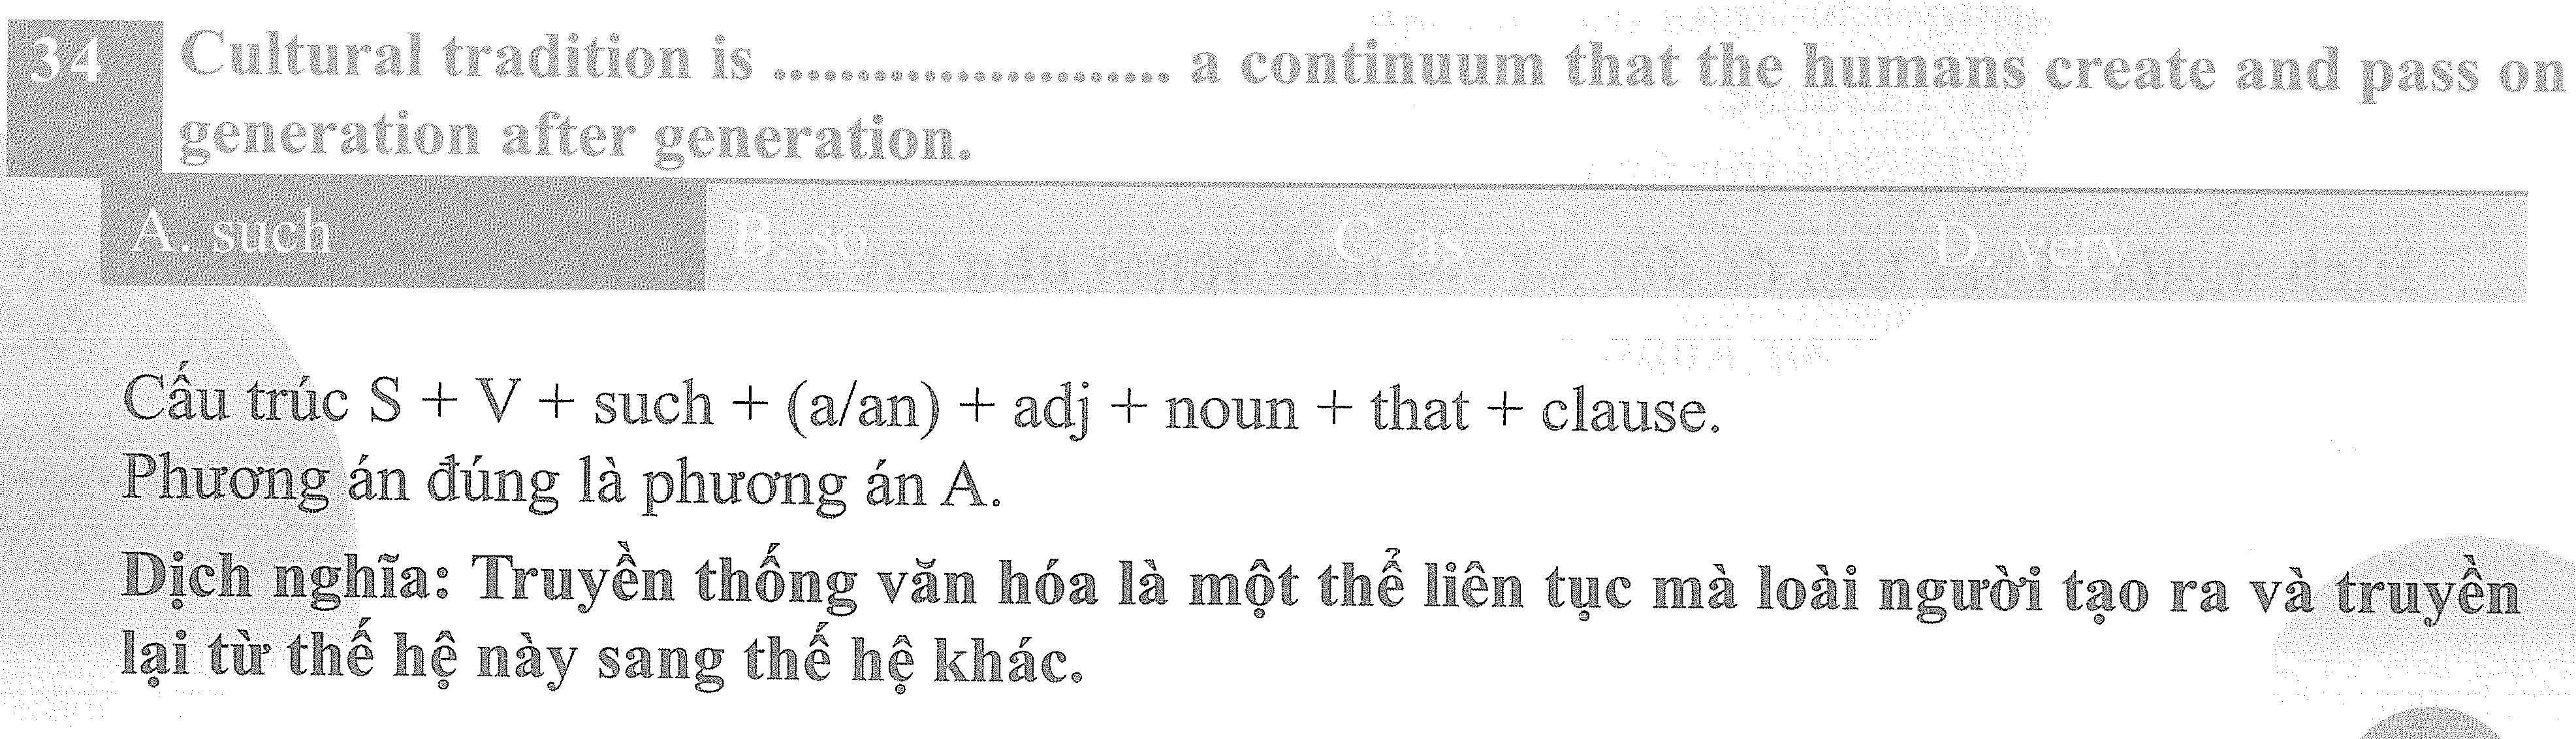 34 Cultural tradition is ........................ a continuum that the humans create and pass on
generation after generation.
A. such B. so C. as D. very
Cấu trúc S + V + such + (a/an) + adj + noun + that + clause.
Phương án đúng là phương án A.
Dịch nghĩa: Truyền thống văn hóa là một thể liên tục mà loài người tạo ra và truyền
lại từ thế hệ này sang thế hệ khác.